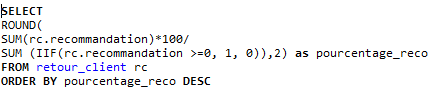 SELECT
ROUND(
SUM(rc.recommandation)*100/
SUM (IIF(rc.recommandation >=0, 1, 0)),2) as pourcentage_reco
FROM retour_client rc
ORDER BY pourcentage_reco DESC